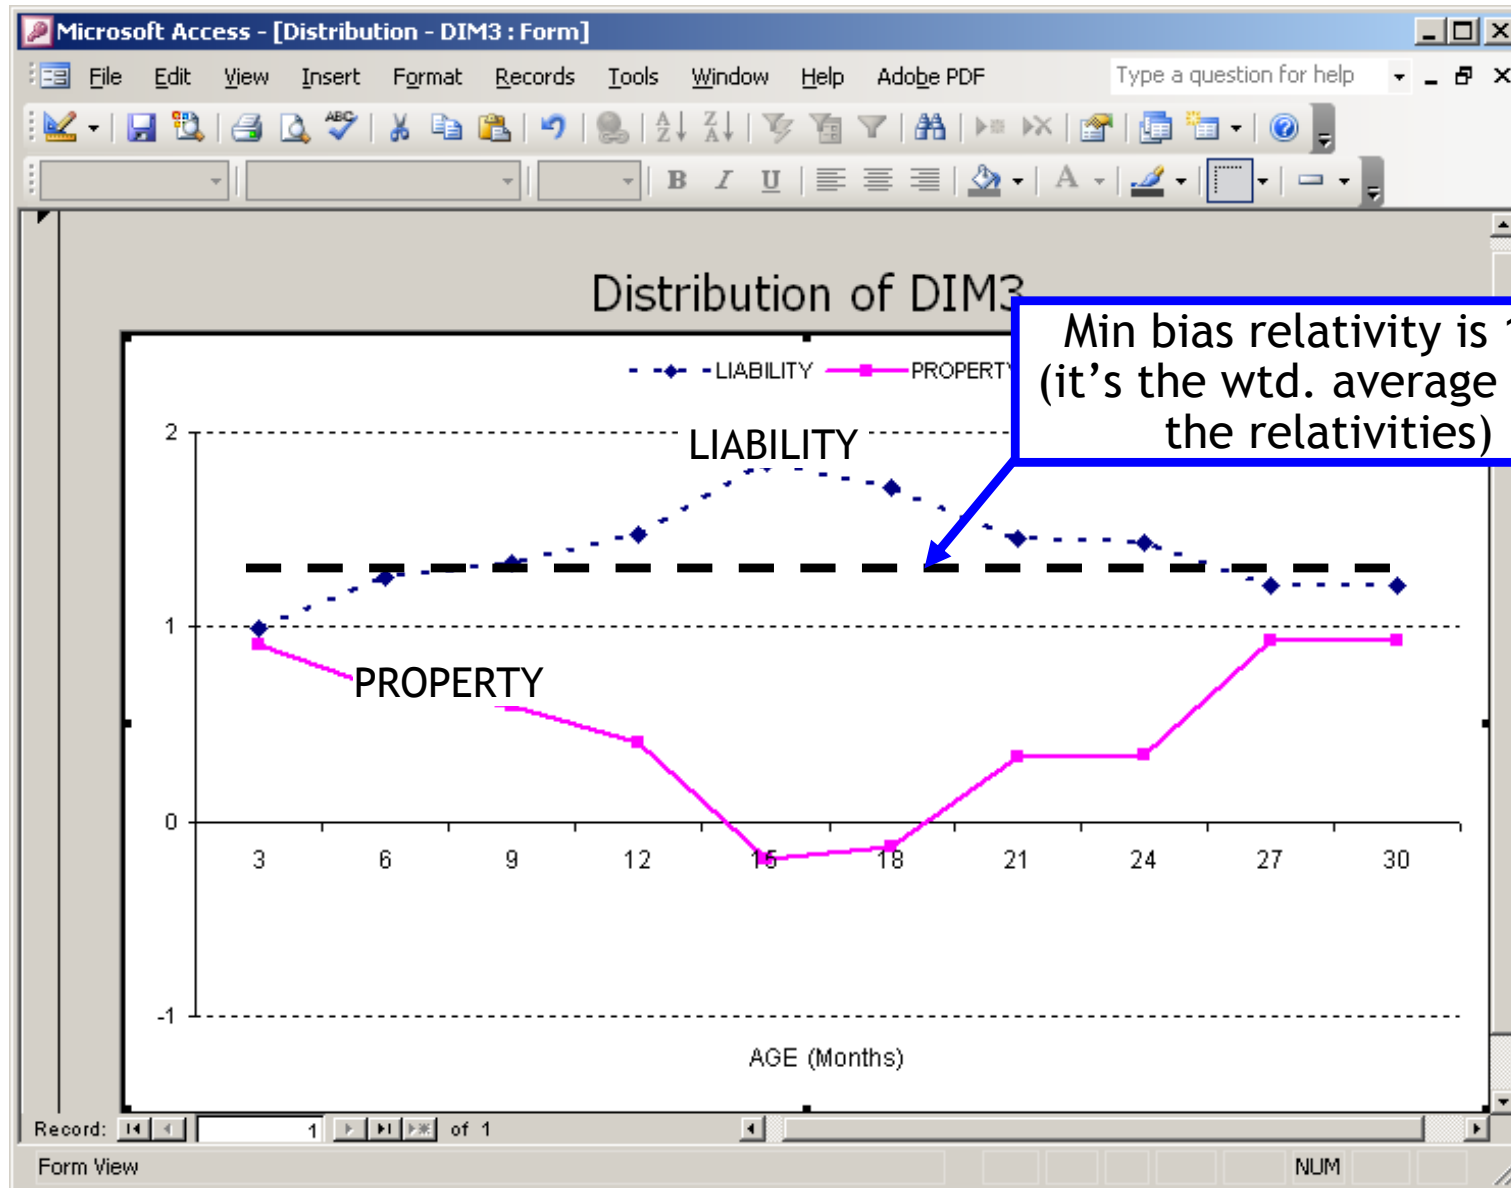 Microsoft Access - [Distribution - DIM3 : Form]
File Edit View Insert Format Records Tools Window Help Adobe PDF Type a question for help
B I U A
Distribution of DIM3
Min bias relativity is
(it's the wtd. average
the relativities)
LIABILITY PROPERTY
2
LIABILITY
1
PROPERTY
0
3 6 9 12 15 18 21 24 27 30
-1
AGE (Months)
Record: 1 of 1
Form View NUM